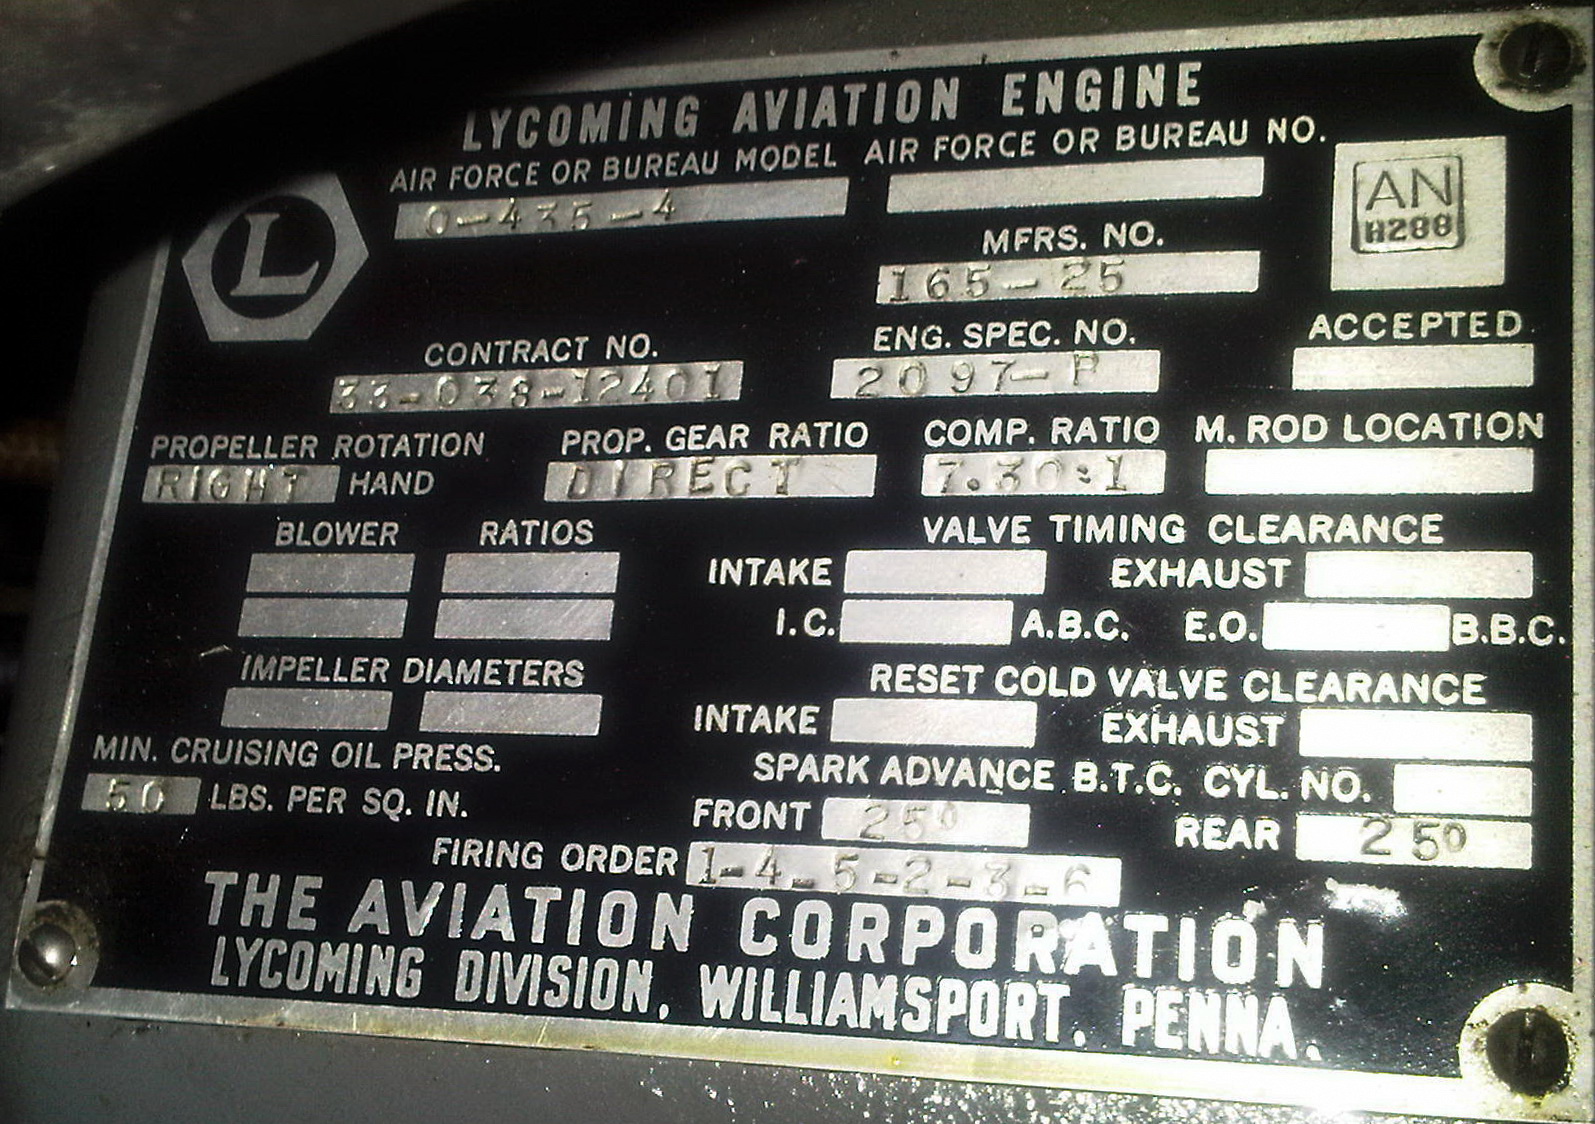 LYCOMING AVIATION ENGINE
AIR FORCE OR BUREAU MODEL AIR FORCE OR BUREAU NO.
O-435-4
AN
H288
L
MFRS. NO.
165-25
CONTRACT NO. ENG. SPEC. NO. ACCEPTED
33-038-12401 2097-P
PROPELLER ROTATION PROP. GEAR RATIO COMP. RATIO M. ROD LOCATION
RIGHT HAND DIRECT 7.30:1
BLOWER RATIOS VALVE TIMING CLEARANCE
INTAKE EXHAUST
I.C. A.B.C. E.O. B.B.C.
IMPELLER DIAMETERS RESET COLD VALVE CLEARANCE
INTAKE EXHAUST
MIN. CRUISING OIL PRESS. SPARK ADVANCE B.T.C. CYL. NO.
50 LBS. PER SQ. IN. FRONT 25° REAR 25°
FIRING ORDER 1-4-5-2-3-6
THE AVIATION CORPORATION
LYCOMING DIVISION, WILLIAMSPORT, PENNA.